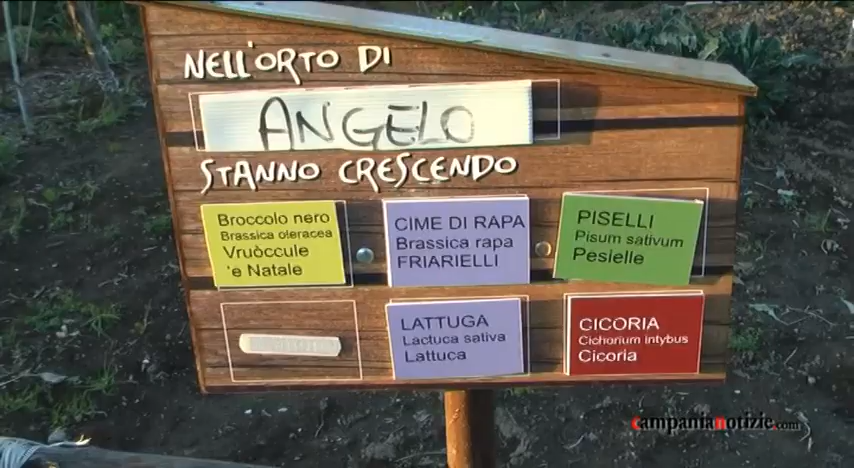 NELL'ORTO DI
ANGELO
STANNO CRESCENDO
Broccolo nero
Brassica oleracea
Vruòccule
'e Natale
CIME DI RAPA
Brassica rapa
FRIARIELLI
PISELLI
Pisum sativum
Pesielle
LATTUGA
Lactuca sativa
Lattuca
CICORIA
Cichorium intybus
Cicoria
campanianotizie.com